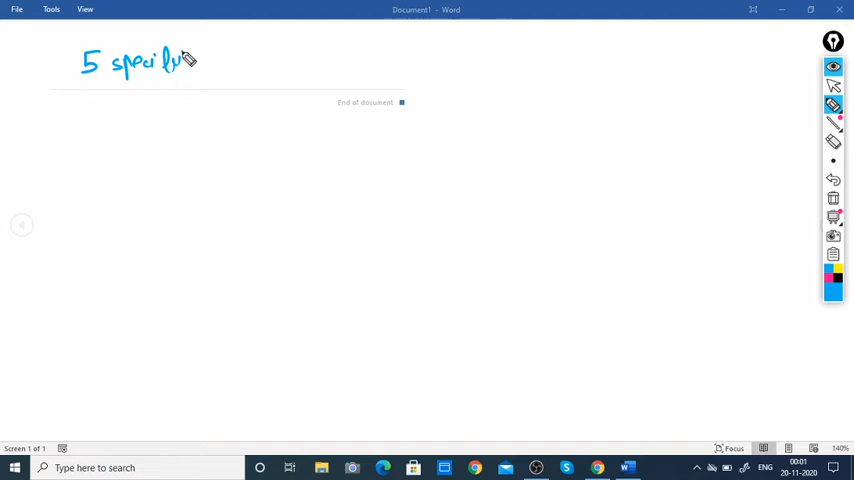 File Tools View Document1 - Word
5
End of document
Screen 1 of 1 Focus 140%
Type here to search ENG 00:01
20-11-2020